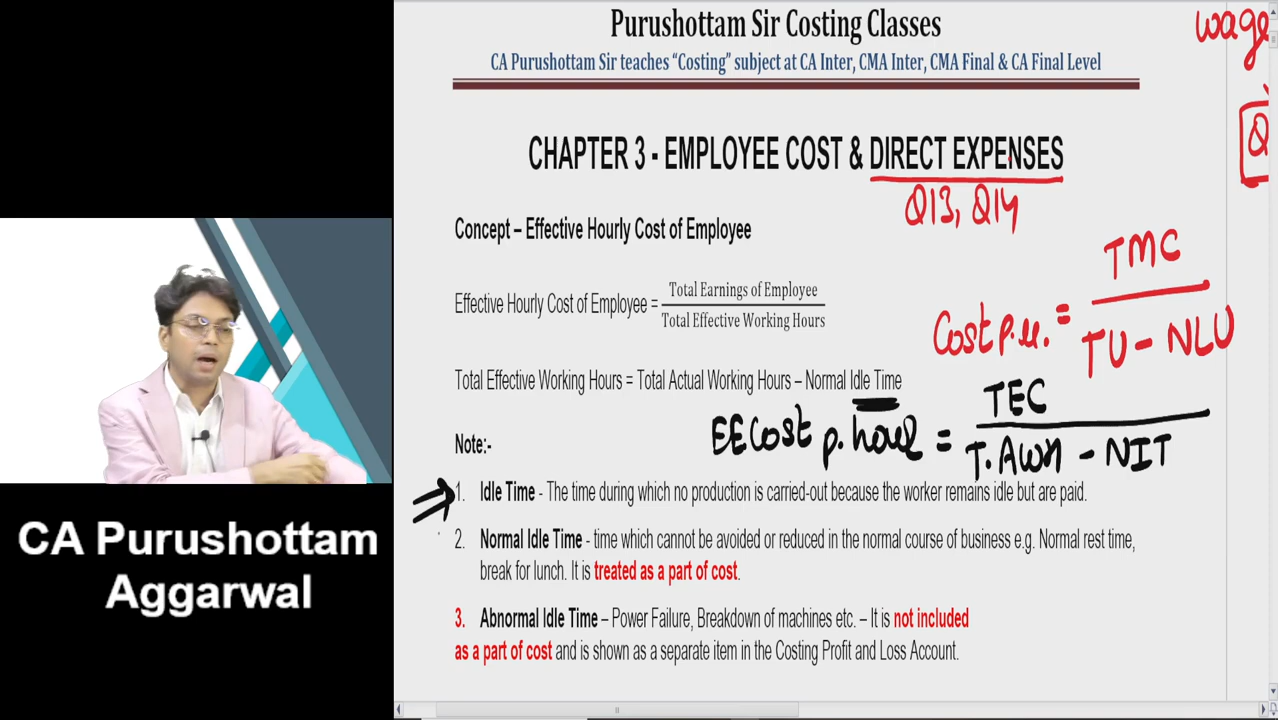 Purushottam Sir Costing Classes
CA Purushottam Sir teaches “Costing” subject at CA Inter, CMA Inter, CMA Final & CA Final Level
wage
Q
CHAPTER 3 - EMPLOYEE COST & DIRECT EXPENSES
Q13, Q14
Concept – Effective Hourly Cost of Employee
Effective Hourly Cost of Employee = Total Earnings of Employee
Total Effective Working Hours
Cost p.u. = TMC
TU - NLU
Total Effective Working Hours = Total Actual Working Hours – Normal Idle Time
EE Cost p. hour = TEC
T. AWH - NIT
Note:-
1. Idle Time - The time during which no production is carried-out because the worker remains idle but are paid.
2. Normal Idle Time - time which cannot be avoided or reduced in the normal course of business e.g. Normal rest time,
break for lunch. It is treated as a part of cost.
3. Abnormal Idle Time – Power Failure, Breakdown of machines etc. – It is not included
as a part of cost and is shown as a separate item in the Costing Profit and Loss Account.
CA Purushottam
Aggarwal